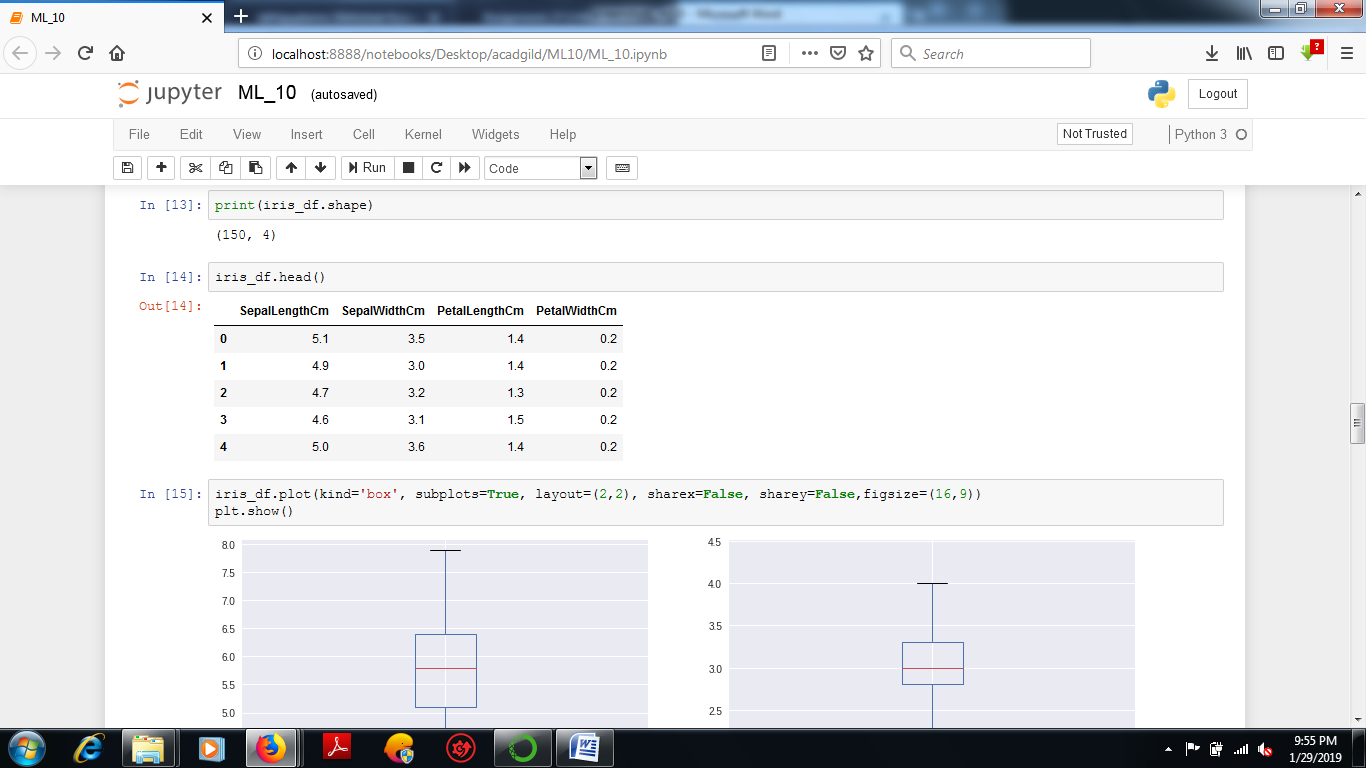 ML_10
Microsoft Word
localhost:8888/notebooks/Desktop/acadgild/ML10/ML_10.ipynb
Search
?
jupyter ML_10 (autosaved)
Logout
File Edit View Insert Cell Kernel Widgets Help
Not Trusted
Python 3
Run
Code
In [13]: print(iris_df.shape)
(150, 4)
In [14]: iris_df.head()
Out[14]:
SepalLengthCm SepalWidthCm PetalLengthCm PetalWidthCm
0 5.1 3.5 1.4 0.2
1 4.9 3.0 1.4 0.2
2 4.7 3.2 1.3 0.2
3 4.6 3.1 1.5 0.2
4 5.0 3.6 1.4 0.2
In [15]: iris_df.plot(kind='box', subplots=True, layout=(2,2), sharex=False, sharey=False,figsize=(16,9))
plt.show()
8.0
7.5
7.0
6.5
6.0
5.5
5.0
4.5
4.0
3.5
3.0
2.5
9:55 PM
1/29/2019